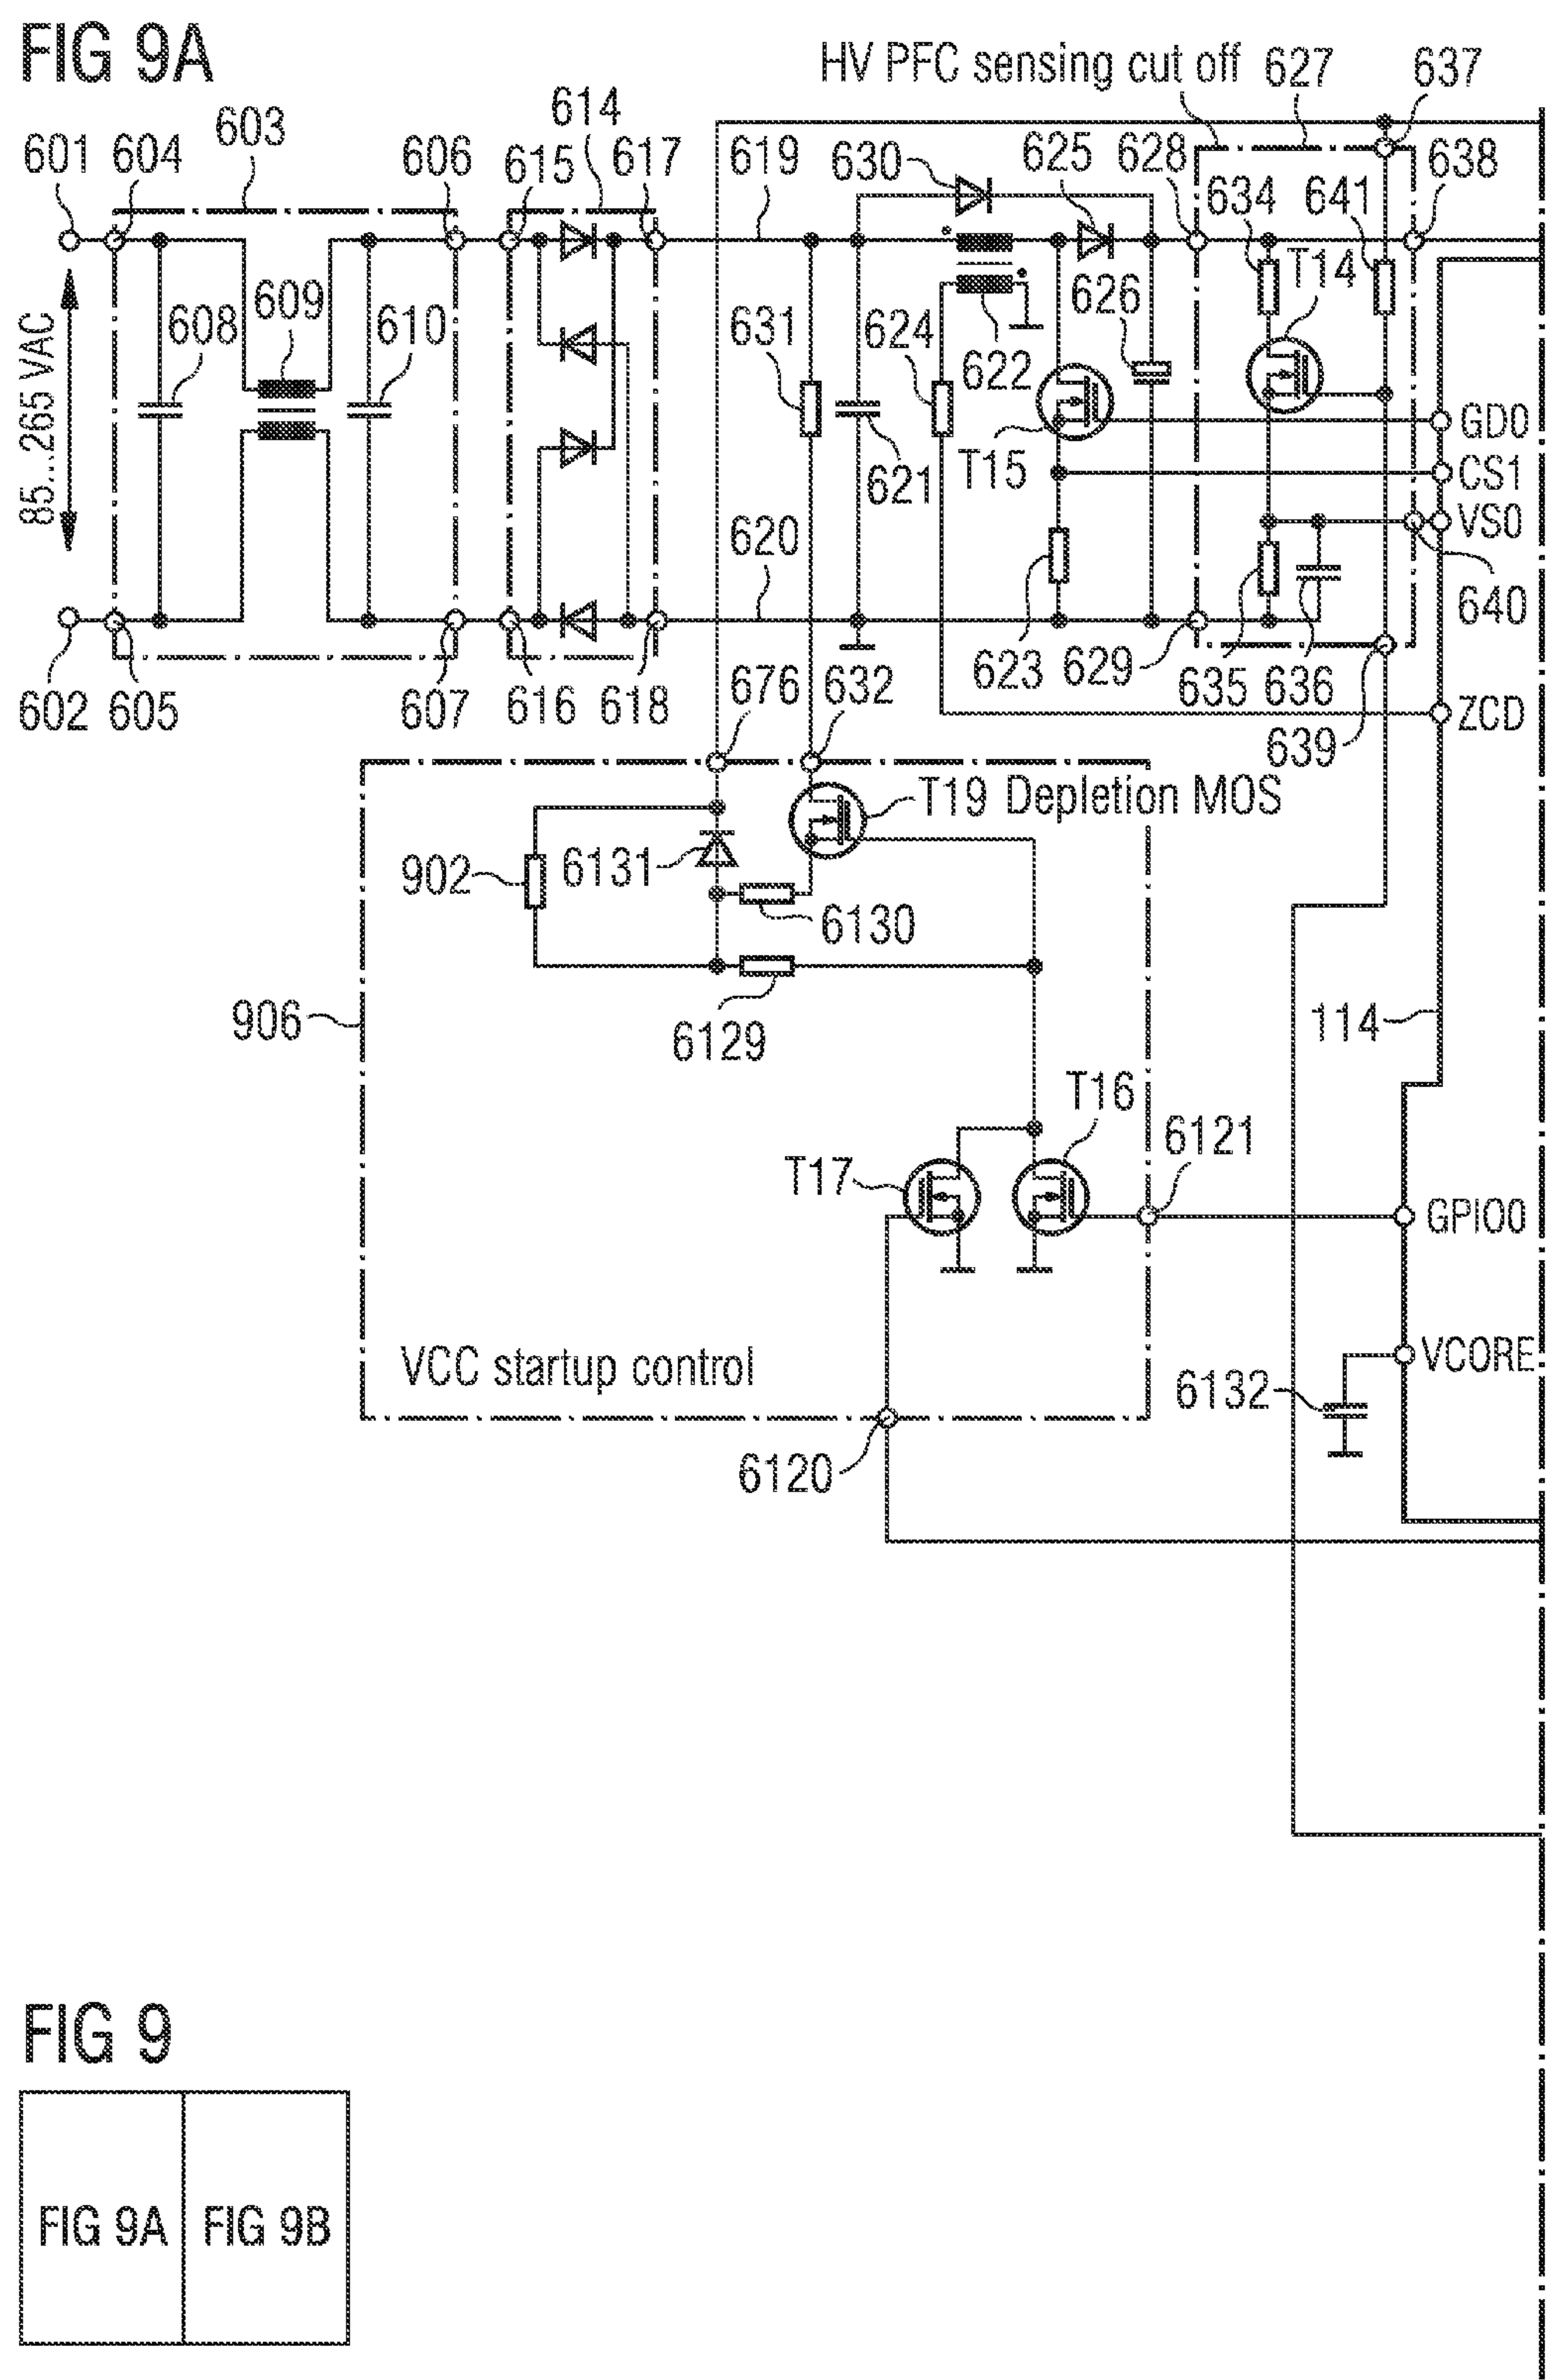 FIG 9A
HV PFC sensing cut off 627 637
614
603
601 604 606 615 617 619 630 625 628 638
634 641
T14
85...265 VAC
608 609 610 631 624 622 626
GD0
T15
621
CS1
VS0
620
640
623 629 635 636
602 605 607 616 618 676 632
ZCD
639
T19 Depletion MOS
902 6131
6130
906
6129
114
T16
6121
T17
GPIO0
VCC startup control
VCORE
6132
6120
FIG 9
FIG 9A FIG 9B